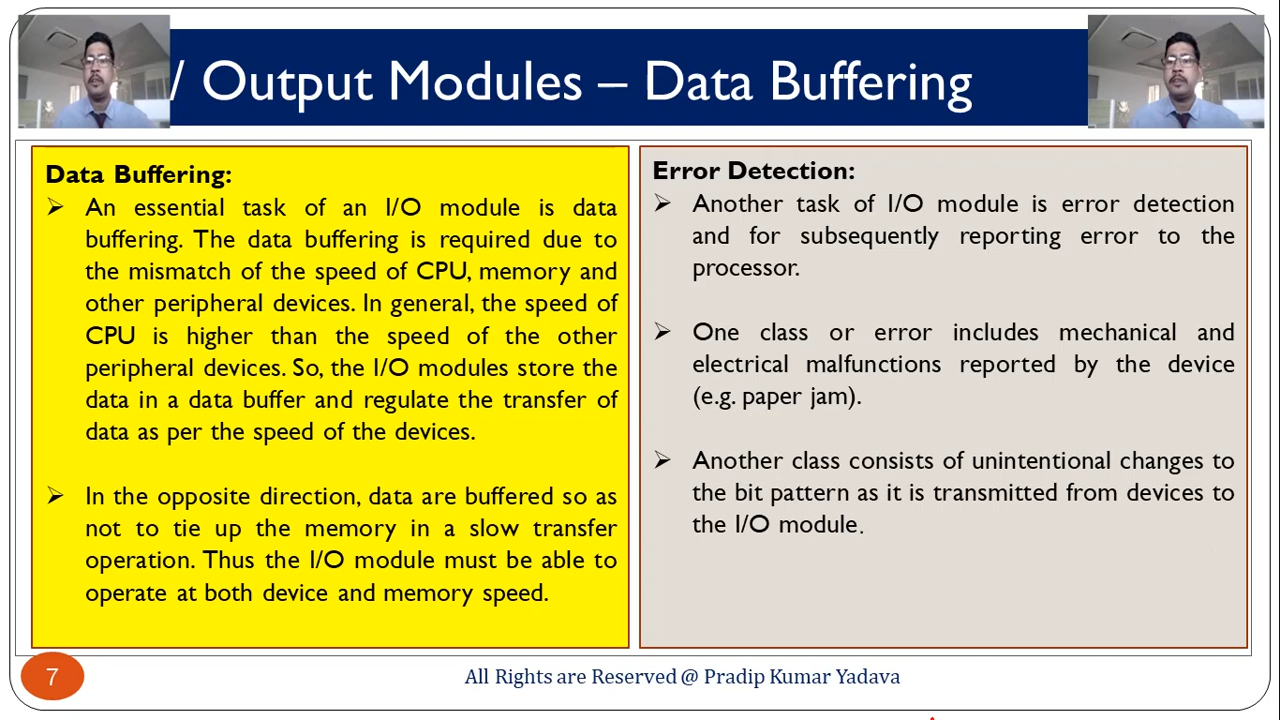 / Output Modules – Data Buffering
Data Buffering:
➢ An essential task of an I/O module is data
buffering. The data buffering is required due to
the mismatch of the speed of CPU, memory and
other peripheral devices. In general, the speed of
CPU is higher than the speed of the other
peripheral devices. So, the I/O modules store the
data in a data buffer and regulate the transfer of
data as per the speed of the devices.
➢ In the opposite direction, data are buffered so as
not to tie up the memory in a slow transfer
operation. Thus the I/O module must be able to
operate at both device and memory speed.
Error Detection:
➢ Another task of I/O module is error detection
and for subsequently reporting error to the
processor.
➢ One class or error includes mechanical and
electrical malfunctions reported by the device
(e.g. paper jam).
➢ Another class consists of unintentional changes to
the bit pattern as it is transmitted from devices to
the I/O module.
7
All Rights are Reserved @ Pradip Kumar Yadava